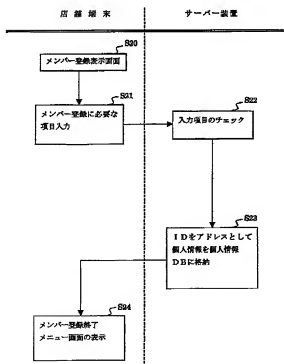 店舗端末
サーバー装置
S20
メンバー登録表示画面
S21
メンバー登録に必要な
項目入力
S22
入力項目のチェック
S23
IDをアドレスとして
個人情報を個人情報
DBに格納
S24
メンバー登録終了
メニュー画面の表示